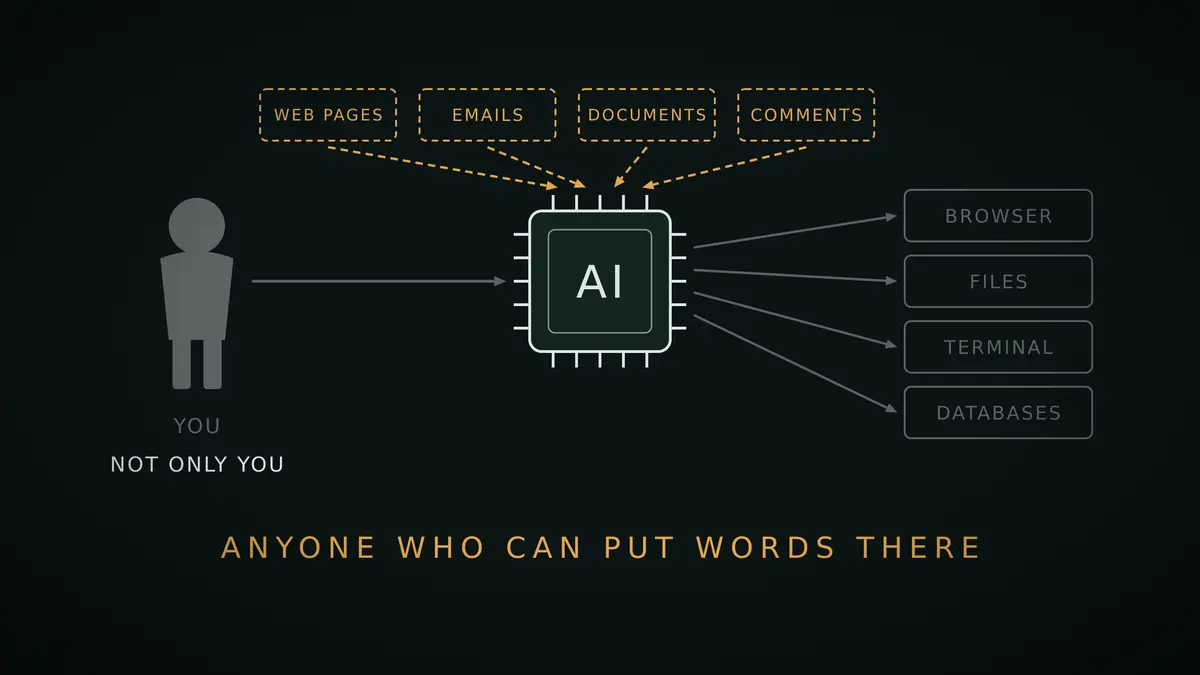 WEB PAGES
EMAILS
DOCUMENTS
COMMENTS
AI
BROWSER
FILES
TERMINAL
DATABASES
YOU
NOT ONLY YOU
ANYONE WHO CAN PUT WORDS THERE